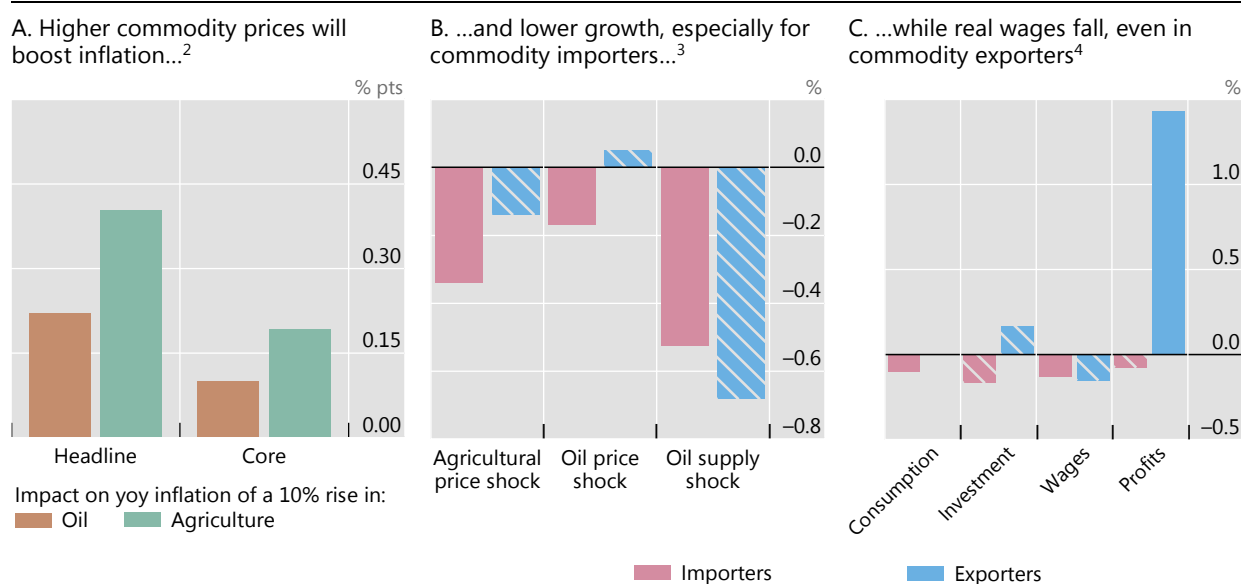 A. Higher commodity prices will
boost inflation…2
% pts
0.45
0.30
0.15
0.00
Headline Core
Impact on yoy inflation of a 10% rise in:
Oil Agriculture
B. …and lower growth, especially for
commodity importers…3
%
0.0
–0.2
–0.4
–0.6
–0.8
Agricultural
price shock
Oil price
shock
Oil supply
shock
C. …while real wages fall, even in
commodity exporters4
%
1.0
0.5
0.0
–0.5
Consumption
Investment
Wages
Profits
Importers Exporters